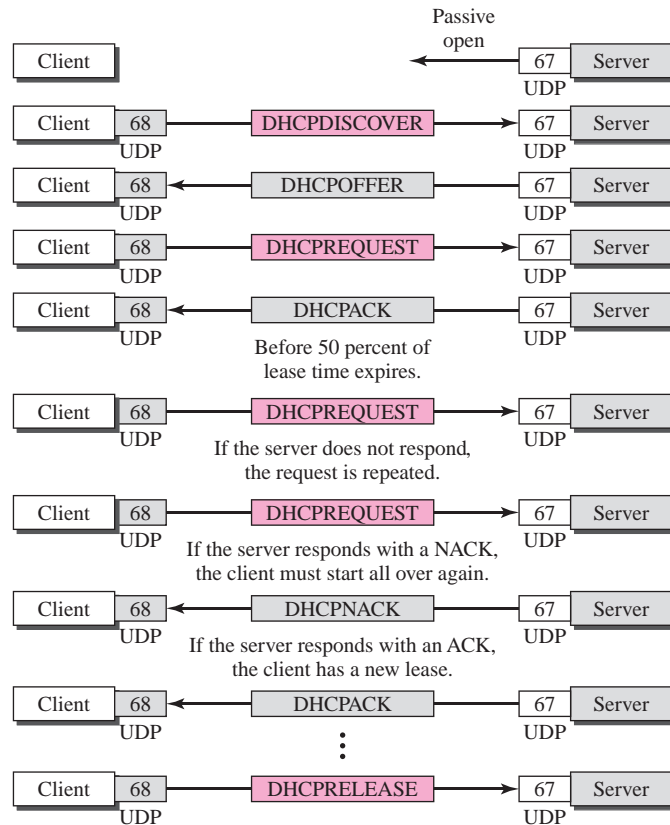 Passive
open
Client 67 Server
UDP
Client 68 DHCPDISCOVER 67 Server
UDP UDP
Client 68 DHCPOFFER 67 Server
UDP UDP
Client 68 DHCPREQUEST 67 Server
UDP UDP
Client 68 DHCPACK 67 Server
UDP UDP
Before 50 percent of
lease time expires.
Client 68 DHCPREQUEST 67 Server
UDP UDP
If the server does not respond,
the request is repeated.
Client 68 DHCPREQUEST 67 Server
UDP UDP
If the server responds with a NACK,
the client must start all over again.
Client 68 DHCPNACK 67 Server
UDP UDP
If the server responds with an ACK,
the client has a new lease.
Client 68 DHCPACK 67 Server
UDP UDP
Client 68 DHCPRELEASE 67 Server
UDP UDP